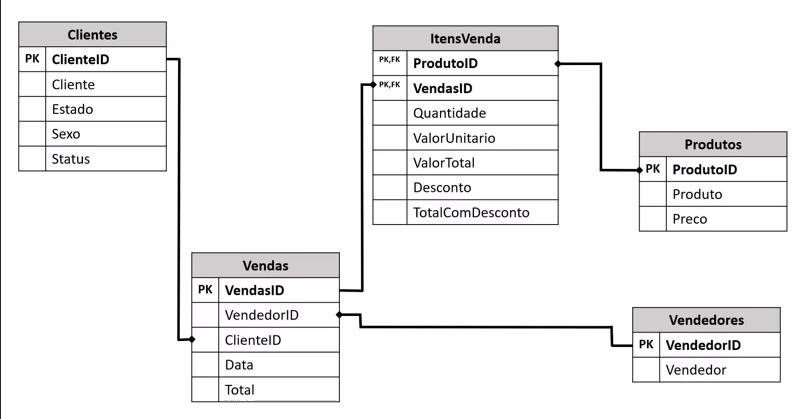 Clientes
PK ClienteID
Cliente
Estado
Sexo
Status
ItensVenda
PK,FK ProdutoID
PK,FK VendasID
Quantidade
ValorUnitario
ValorTotal
Desconto
TotalComDesconto
Produtos
PK ProdutoID
Produto
Preco
Vendas
PK VendasID
VendedorID
ClienteID
Data
Total
Vendedores
PK VendedorID
Vendedor